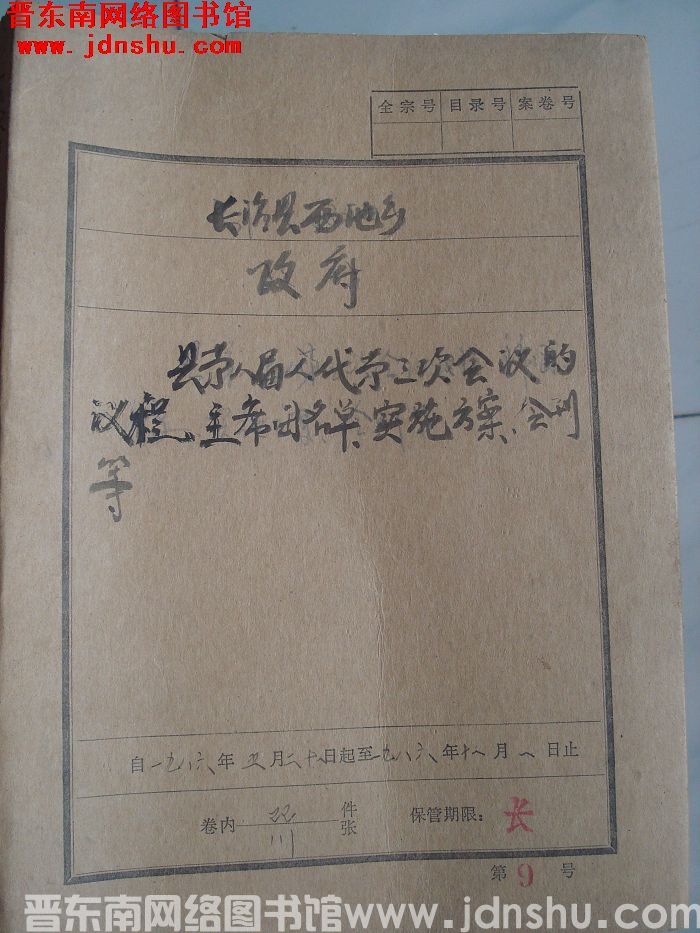 晋东南网络图书馆
www.jdnshu.com
全宗号 目录号 案卷号
长治县西池乡
政府
县第八届人代第三次会议的
议程、主席团名单、实施方案、会刊
等
自一九八六年 五月二十日起至一九八六年十一月 日止
卷内 22 件
张
保管期限： 长
第 9 号
晋东南网络图书馆www.jdnshu.com